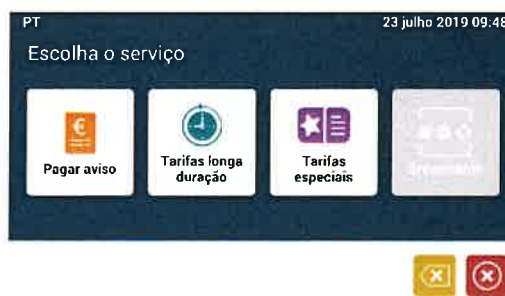 PT
23 julho 2019 09:48
Escolha o serviço
Pagar aviso
Tarifas longa
duração
Tarifas
especiais